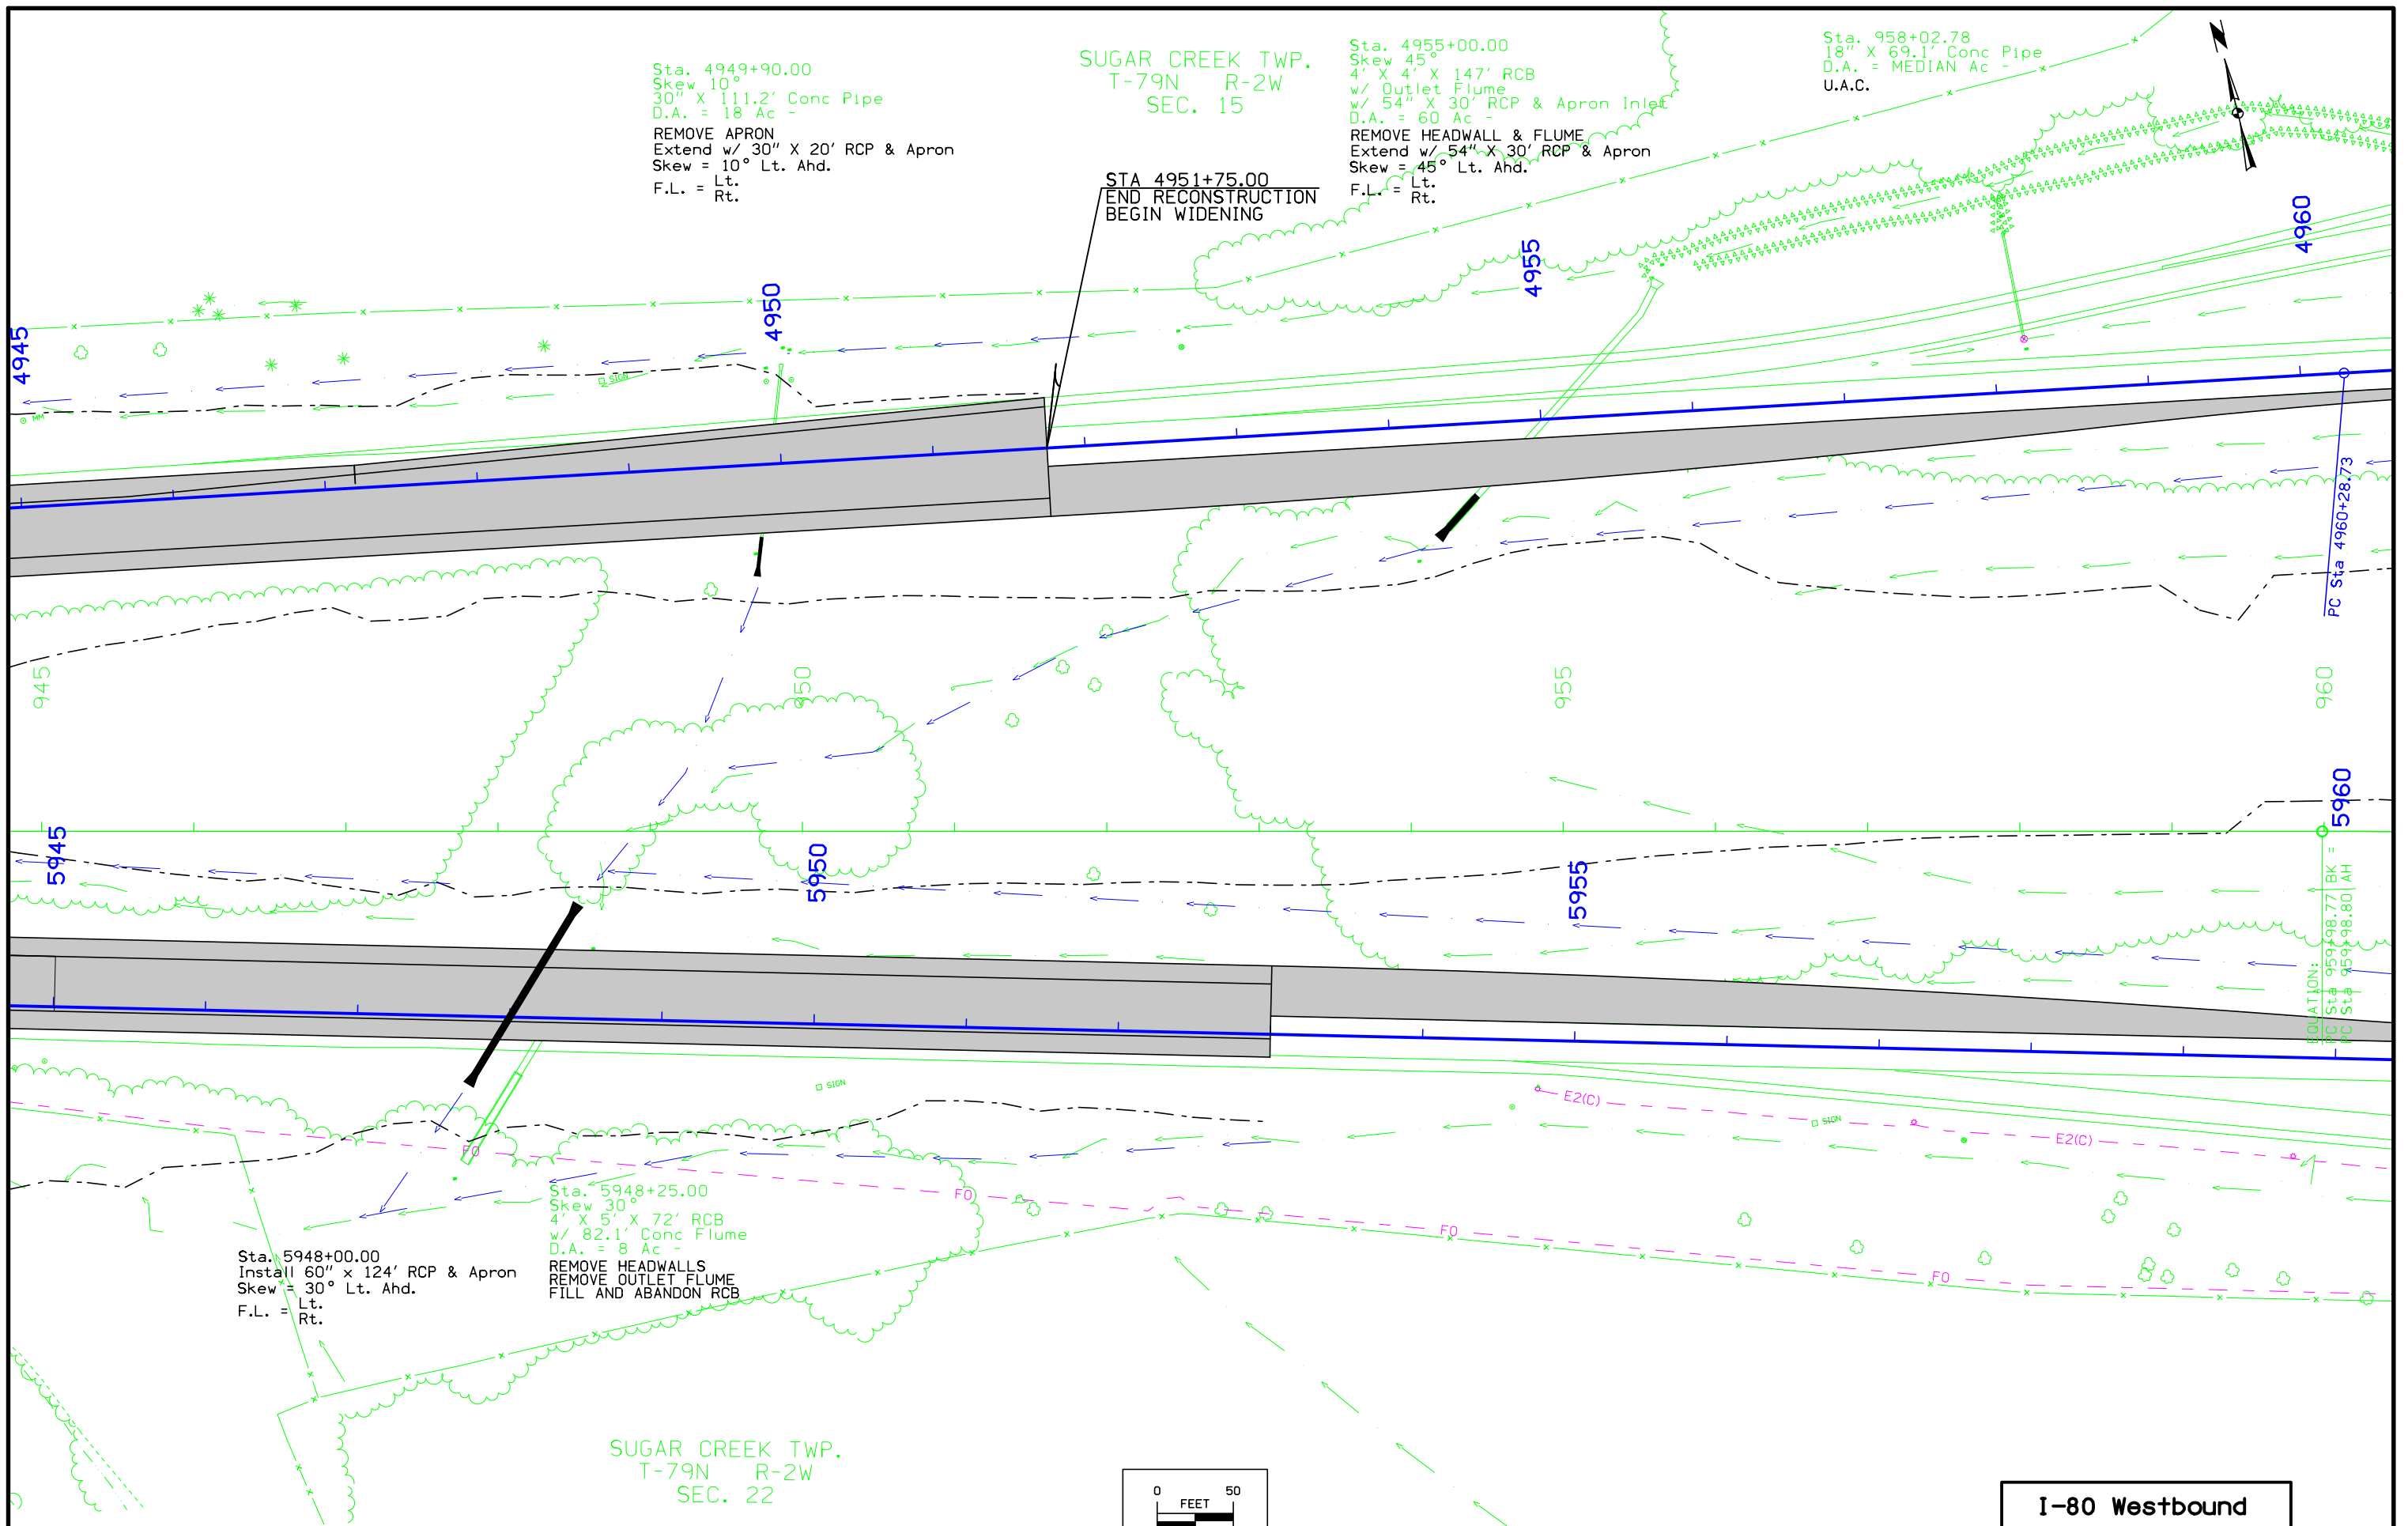 Sta. 4949+90.00
Skew 10°
30" X 111.2' Conc Pipe
D.A. = 18 Ac -
REMOVE APRON
Extend w/ 30" X 20' RCP & Apron
Skew = 10° Lt. Ahd.
F.L. = Lt.
Rt.
SUGAR CREEK TWP.
T-79N R-2W
SEC. 15
STA 4951+75.00
END RECONSTRUCTION
BEGIN WIDENING
Sta. 4955+00.00
Skew 45°
4' X 4' X 147' RCB
w/ Outlet Flume
w/ 54" X 30' RCP & Apron Inlet
D.A. = 60 Ac -
REMOVE HEADWALL & FLUME
Extend w/ 54" X 30' RCP & Apron
Skew = 45° Lt. Ahd.
F.L. = Lt.
Rt.
Sta. 958+02.78
18" X 69.1' Conc Pipe
D.A. = MEDIAN Ac -
U.A.C.
4945
4950
4955
4960
SIGN
MM
PC Sta 4960+28.73
945
950
955
960
5945
5950
5955
5960
EQUATION:
PC Sta 959+98.77 BK =
PC Sta 959+98.80 AH
SIGN
SIGN
E2(C)
E2(C)
FO
FO
FO
FO
Sta. 5948+25.00
Skew 30°
4' X 5' X 72' RCB
w/ 82.1' Conc Flume
D.A. = 8 Ac -
REMOVE HEADWALLS
REMOVE OUTLET FLUME
FILL AND ABANDON RCB
Sta. 5948+00.00
Install 60" x 124' RCP & Apron
Skew = 30° Lt. Ahd.
F.L. = Lt.
Rt.
SUGAR CREEK TWP.
T-79N R-2W
SEC. 22
0 50
FEET
I-80 Westbound